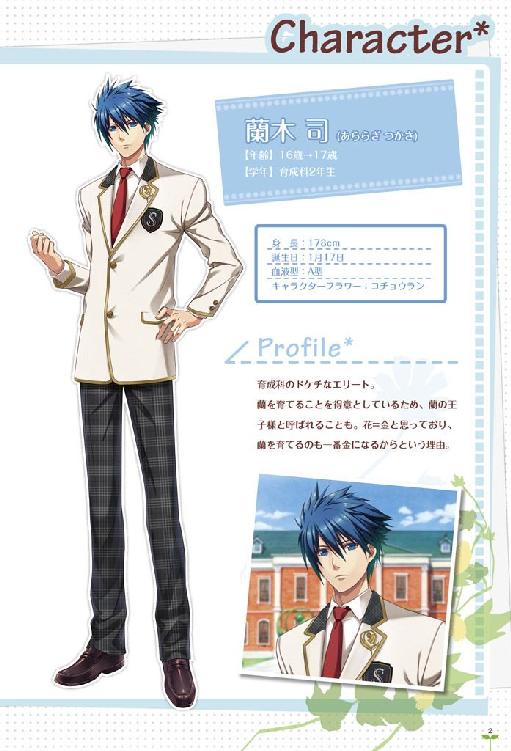 Character*
蘭木 司 (あららぎ つかさ)
【年齢】16歳→17歳
【学年】育成科2年生
身　長：178cm
誕生日：1月17日
血液型：A型
キャラクターフラワー：コチョウラン
Profile*
育成科のドケチなエリート。
蘭を育てることを得意としているため、蘭の王
子様と呼ばれることも。花=金と思っており、
蘭を育てるのも一番金になるからという理由。
S
S
2